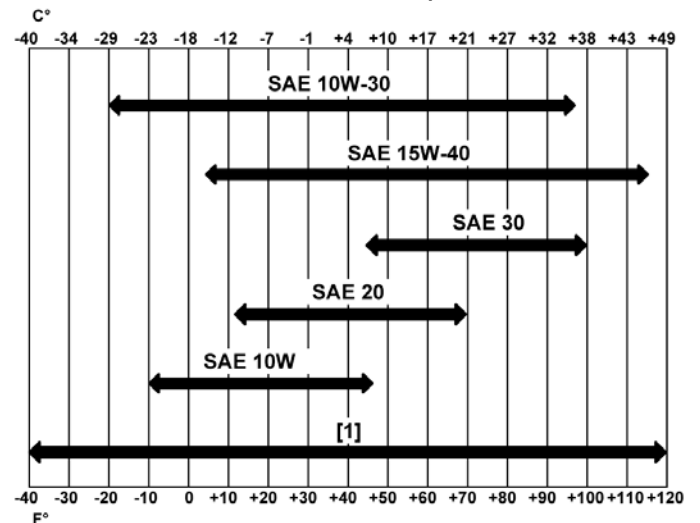 C°
-40 -34 -29 -23 -18 -12 -7 -1 +4 +10 +17 +21 +27 +32 +38 +43 +49
SAE 10W-30
SAE 15W-40
SAE 30
SAE 20
SAE 10W
[1]
-40 -30 -20 -10 0 +10 +20 +30 +40 +50 +60 +70 +80 +90 +100 +110 +120
F°